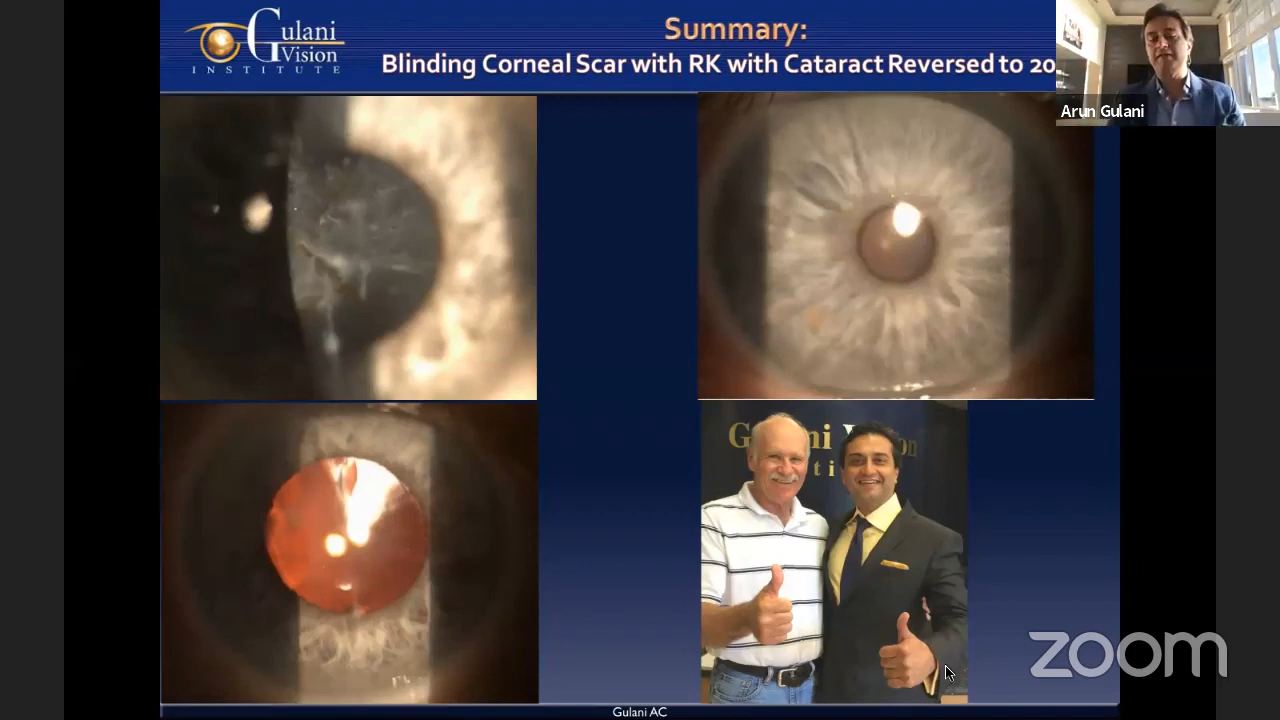 Gulani
Vision
INSTITUTE
Summary:
Blinding Corneal Scar with RK with Cataract Reversed to 20
Arun Gulani
Gulani AC
zoom